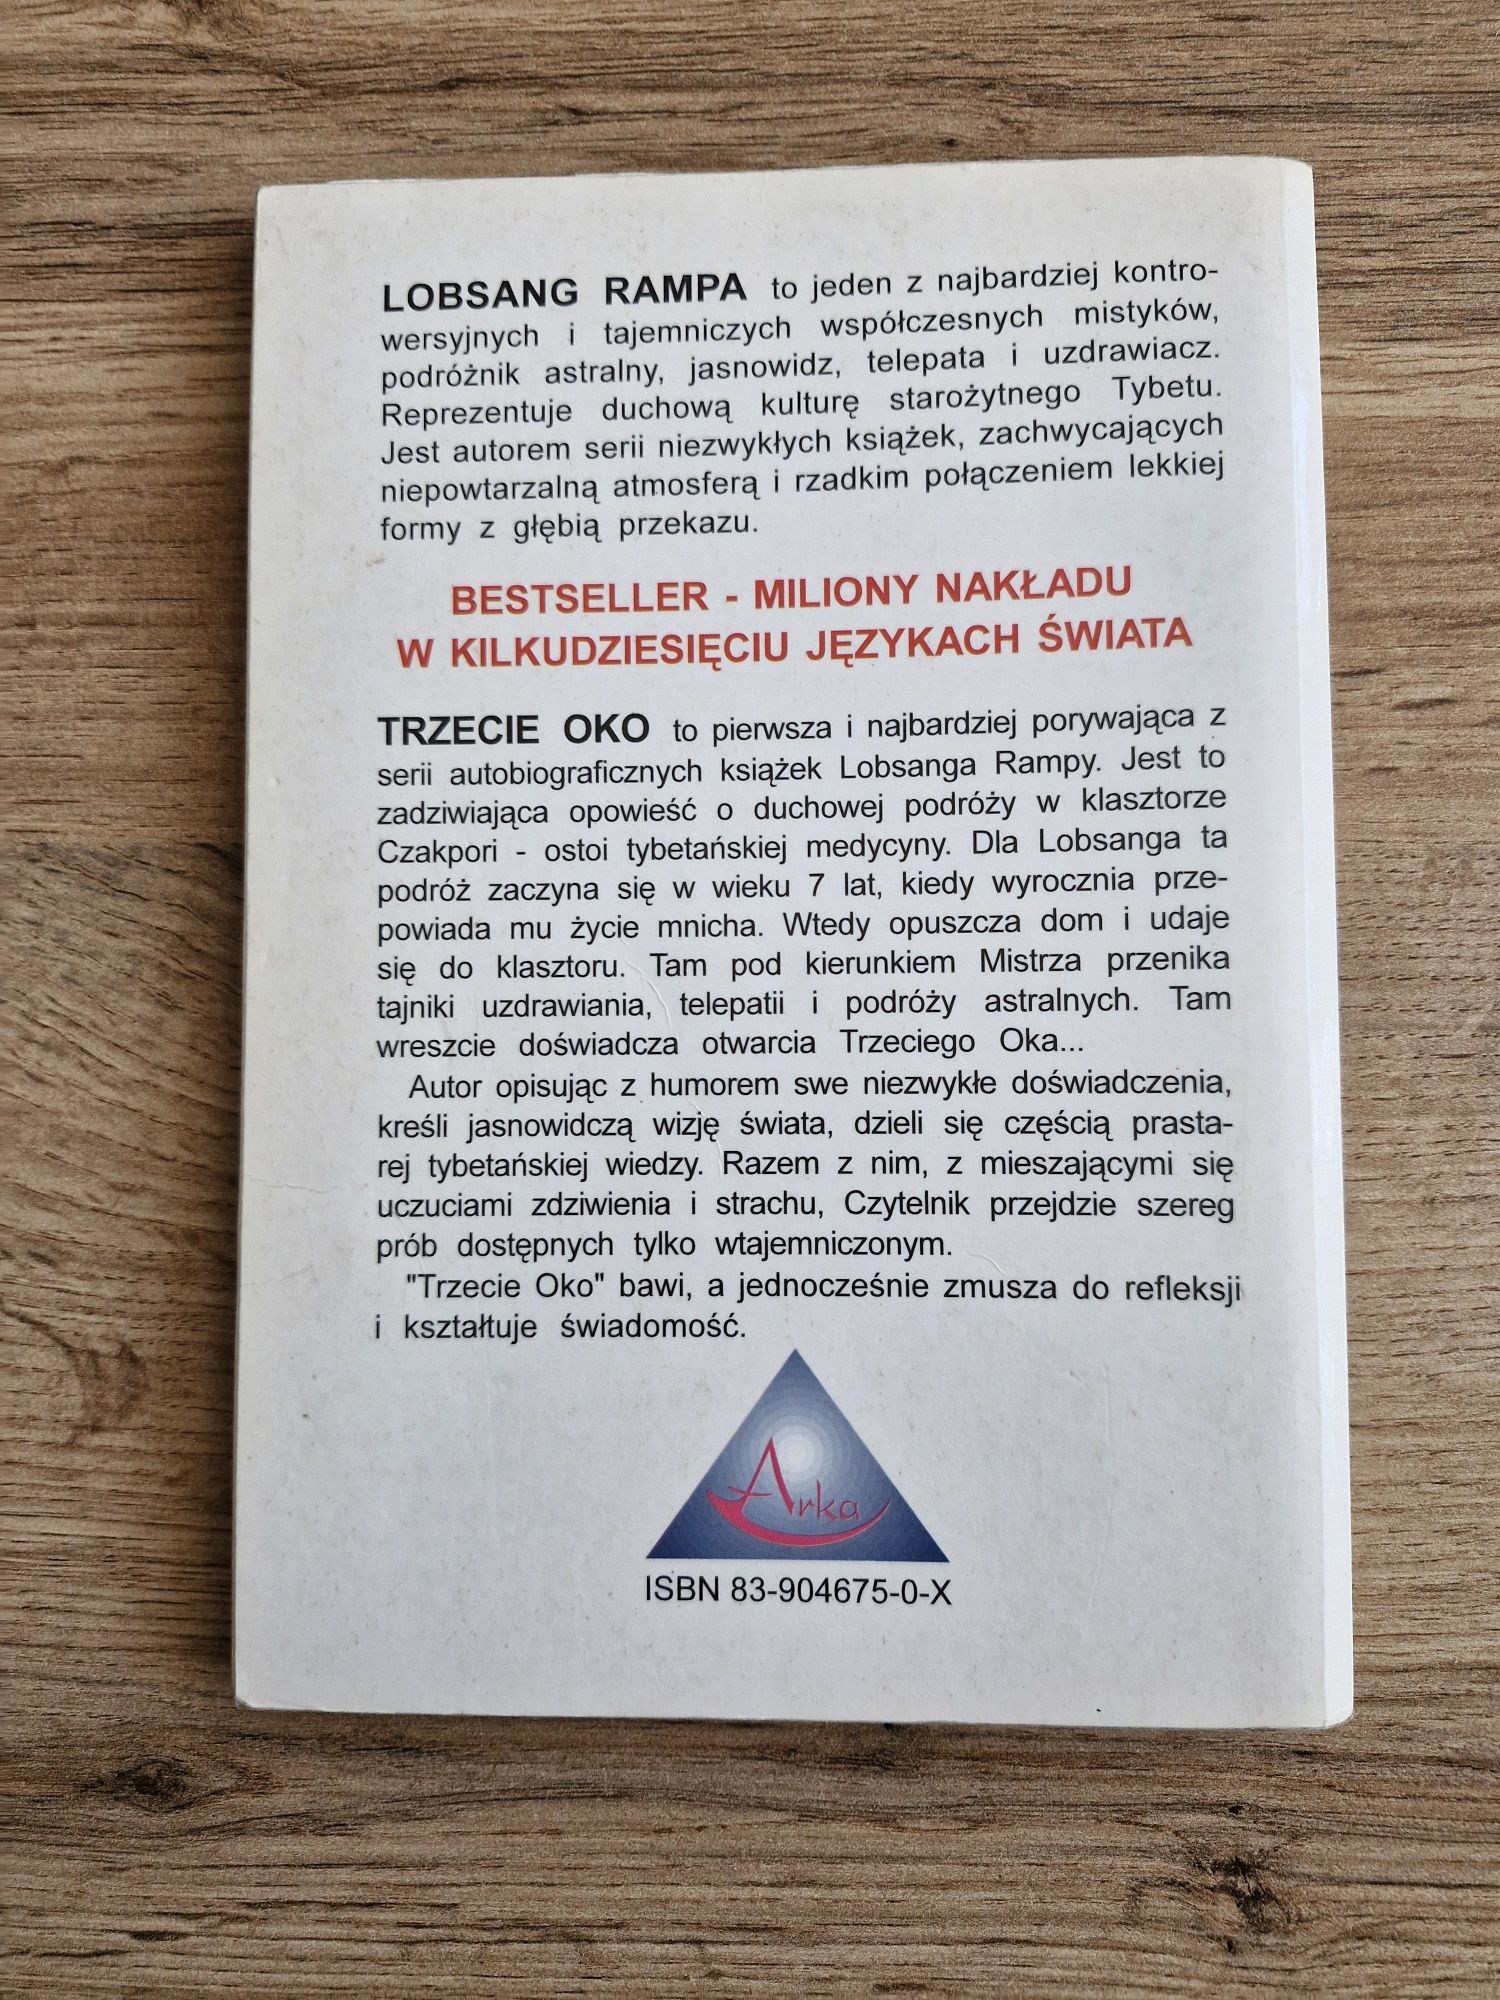 LOBSANG RAMPA to jeden z najbardziej kontro-
wersyjnych i tajemniczych współczesnych mistyków,
podróżnik astralny, jasnowidz, telepata i uzdrawiacz.
Reprezentuje duchową kulturę starożytnego Tybetu.
Jest autorem serii niezwykłych książek, zachwycających
niepowtarzalną atmosferą i rzadkim połączeniem lekkiej
formy z głębią przekazu.
BESTSELLER - MILIONY NAKŁADU
W KILKUDZIESIĘCIU JĘZYKACH ŚWIATA
TRZECIE OKO to pierwsza i najbardziej porywająca z
serii autobiograficznych książek Lobsanga Rampy. Jest to
zadziwiająca opowieść o duchowej podróży w klasztorze
Czakpori - ostoi tybetańskiej medycyny. Dla Lobsanga ta
podróż zaczyna się w wieku 7 lat, kiedy wyrocznia prze-
powiada mu życie mnicha. Wtedy opuszcza dom i udaje
się do klasztoru. Tam pod kierunkiem Mistrza przenika
tajniki uzdrawiania, telepatii i podróży astralnych. Tam
wreszcie doświadcza otwarcia Trzeciego Oka...
Autor opisując z humorem swe niezwykłe doświadczenia,
kreśli jasnowidczą wizję świata, dzieli się częścią prasta-
rej tybetańskiej wiedzy. Razem z nim, z mieszającymi się
uczuciami zdziwienia i strachu, Czytelnik przejdzie szereg
prób dostępnych tylko wtajemniczonym.
"Trzecie Oko" bawi, a jednocześnie zmusza do refleksji
i kształtuje świadomość.
Arka
ISBN 83-904675-0-X